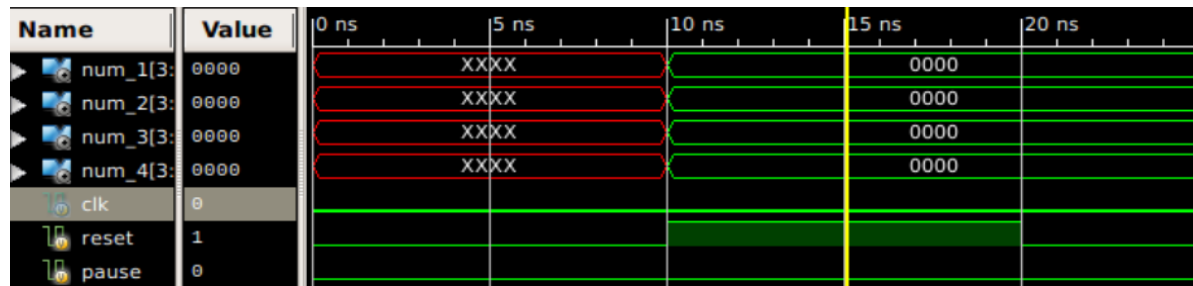 Name Value 0 ns 5 ns 10 ns 15 ns 20 ns
num_1[3: 0000 XXXX 0000
num_2[3: 0000 XXXX 0000
num_3[3: 0000 XXXX 0000
num_4[3: 0000 XXXX 0000
clk 0
reset 1
pause 0